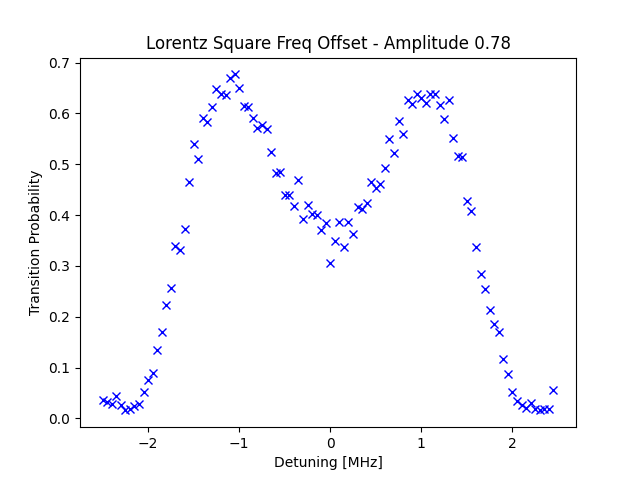 Lorentz Square Freq Offset - Amplitude 0.78
Transition Probability
0.7
0.6
0.5
0.4
0.3
0.2
0.1
0.0
−2 −1 0 1 2
Detuning [MHz]